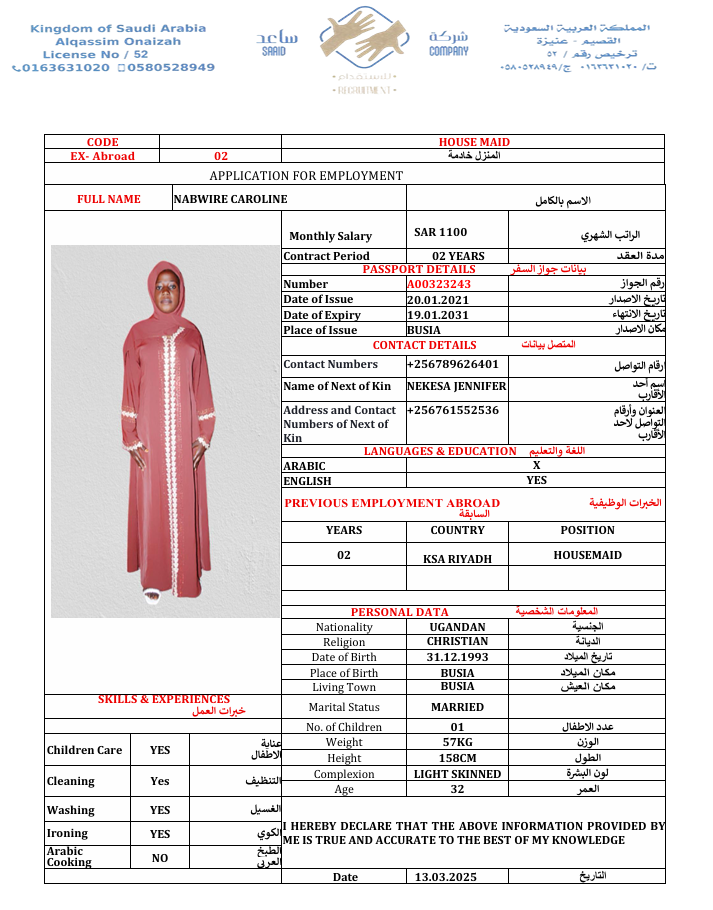 Kingdom of Saudi Arabia
Alqassim Onaizah
License No / 52
0163631020 0580528949
ساعد
SAAID
شركة
COMPANY
للاستقدام
RECRUITMENT
المملكة العربية السعودية
القصيم - عنيزة
ترخيص رقم / ٥٢
ت/ ٠١٦٣٦٣١٠٢٠ ج/٠٥٨٠٥٢٨٩٤٩
CODE HOUSE MAID
EX- Abroad 02 المنزل خادمة
APPLICATION FOR EMPLOYMENT
FULL NAME NABWIRE CAROLINE الاسم بالكامل
Monthly Salary SAR 1100 الراتب الشهري
Contract Period 02 YEARS مدة العقد
PASSPORT DETAILS بيانات جواز السفر
Number A00323243 رقم الجواز
Date of Issue 20.01.2021 تاريخ الاصدار
Date of Expiry 19.01.2031 تاريخ الانتهاء
Place of Issue BUSIA مكان الاصدار
CONTACT DETAILS المتصل بيانات
Contact Numbers +256789626401 ارقام التواصل
Name of Next of Kin NEKESA JENNIFER اسم أحد الأقارب
Address and Contact Numbers of Next of Kin +256761552536 العنوان وأرقام التواصل لاحد الأقارب
LANGUAGES & EDUCATION اللغة والتعليم
ARABIC X
ENGLISH YES
PREVIOUS EMPLOYMENT ABROAD الخبرات الوظيفية
السابقة
YEARS COUNTRY POSITION
02 KSA RIYADH HOUSEMAID
PERSONAL DATA المعلومات الشخصية
Nationality UGANDAN الجنسية
Religion CHRISTIAN الديانة
Date of Birth 31.12.1993 تاريخ الميلاد
Place of Birth BUSIA مكان الميلاد
Living Town BUSIA مكان العيش
Marital Status MARRIED
No. of Children 01 عدد الاطفال
Weight 57KG الوزن
Height 158CM الطول
Complexion LIGHT SKINNED لون البشرة
Age 32 العمر
SKILLS & EXPERIENCES
خبرات العمل
Children Care YES عناية الاطفال
Cleaning Yes التنظيف
Washing YES الغسيل
Ironing YES الكوي
Arabic Cooking NO الطبخ العربي
I HEREBY DECLARE THAT THE ABOVE INFORMATION PROVIDED BY
ME IS TRUE AND ACCURATE TO THE BEST OF MY KNOWLEDGE
Date 13.03.2025 التاريخ